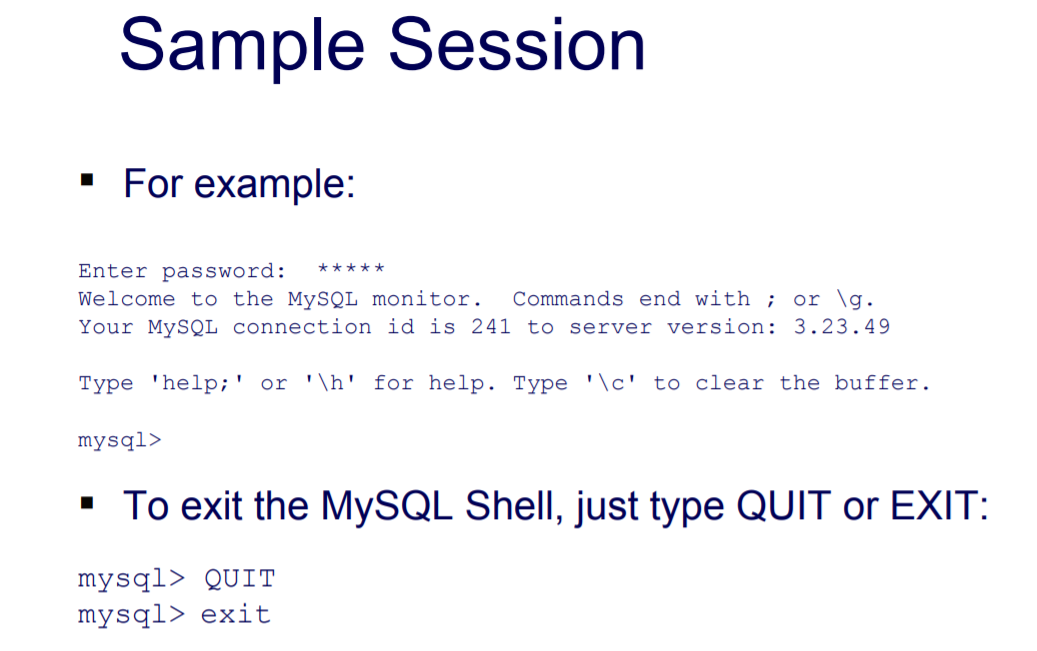 Sample Session
▪ For example:
Enter password:  *****
Welcome to the MySQL monitor.  Commands end with ; or \g.
Your MySQL connection id is 241 to server version: 3.23.49
Type 'help;' or '\h' for help. Type '\c' to clear the buffer.
mysql>
▪ To exit the MySQL Shell, just type QUIT or EXIT:
mysql> QUIT
mysql> exit